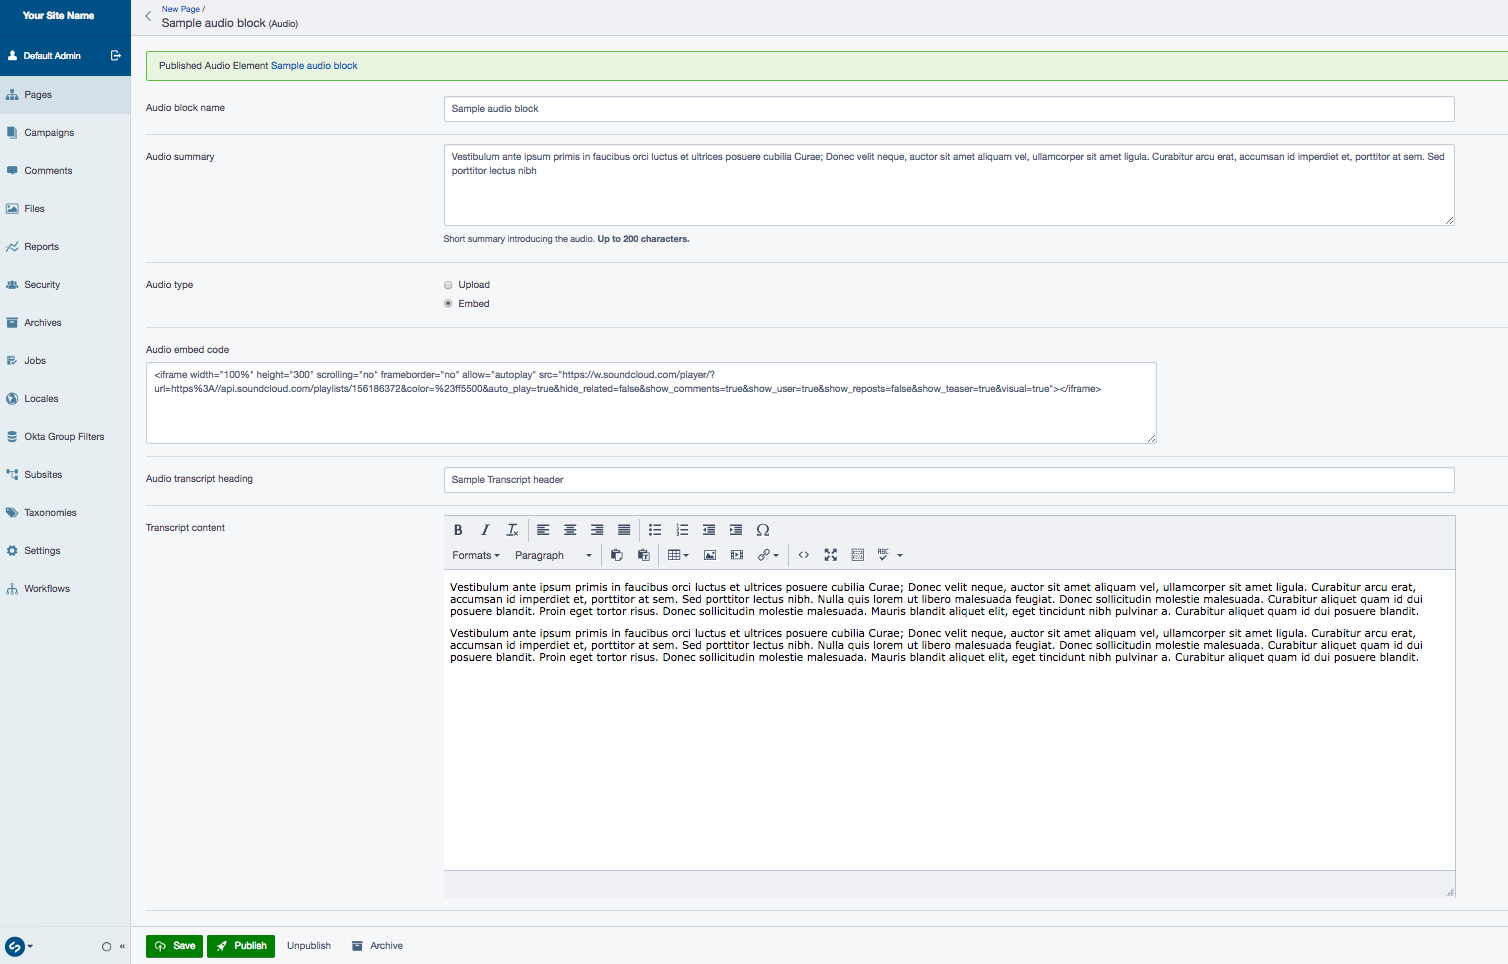 Your Site Name
Default Admin
Pages
Campaigns
Comments
Files
Reports
Security
Archives
Jobs
Locales
Okta Group Filters
Subsites
Taxonomies
Settings
Workflows
New Page /
Sample audio block (Audio)
Published Audio Element Sample audio block
Audio block name
Sample audio block
Audio summary
Vestibulum ante ipsum primis in faucibus orci luctus et ultrices posuere cubilia Curae; Donec velit neque, auctor sit amet aliquam vel, ullamcorper sit amet ligula. Curabitur arcu erat, accumsan id imperdiet et, porttitor at sem. Sed
porttitor lectus nibh
Short summary introducing the audio. Up to 200 characters.
Audio type
Upload
Embed
Audio embed code
<iframe width="100%" height="300" scrolling="no" frameborder="no" allow="autoplay" src="https://w.soundcloud.com/player/?
url=https%3A//api.soundcloud.com/playlists/156186372&color=%23ff5500&auto_play=true&hide_related=false&show_comments=true&show_user=true&show_reposts=false&show_teaser=true&visual=true"></iframe>
Audio transcript heading
Sample Transcript header
Transcript content
B I Tx Ω
Formats Paragraph <> ABC
Vestibulum ante ipsum primis in faucibus orci luctus et ultrices posuere cubilia Curae; Donec velit neque, auctor sit amet aliquam vel, ullamcorper sit amet ligula. Curabitur arcu erat,
accumsan id imperdiet et, porttitor at sem. Sed porttitor lectus nibh. Nulla quis lorem ut libero malesuada feugiat. Donec sollicitudin molestie malesuada. Curabitur aliquet quam id dui
posuere blandit. Proin eget tortor risus. Donec sollicitudin molestie malesuada. Mauris blandit aliquet elit, eget tincidunt nibh pulvinar a. Curabitur aliquet quam id dui posuere blandit.
Vestibulum ante ipsum primis in faucibus orci luctus et ultrices posuere cubilia Curae; Donec velit neque, auctor sit amet aliquam vel, ullamcorper sit amet ligula. Curabitur arcu erat,
accumsan id imperdiet et, porttitor at sem. Sed porttitor lectus nibh. Nulla quis lorem ut libero malesuada feugiat. Donec sollicitudin molestie malesuada. Curabitur aliquet quam id dui
posuere blandit. Proin eget tortor risus. Donec sollicitudin molestie malesuada. Mauris blandit aliquet elit, eget tincidunt nibh pulvinar a. Curabitur aliquet quam id dui posuere blandit.
Save
Publish
Unpublish
Archive